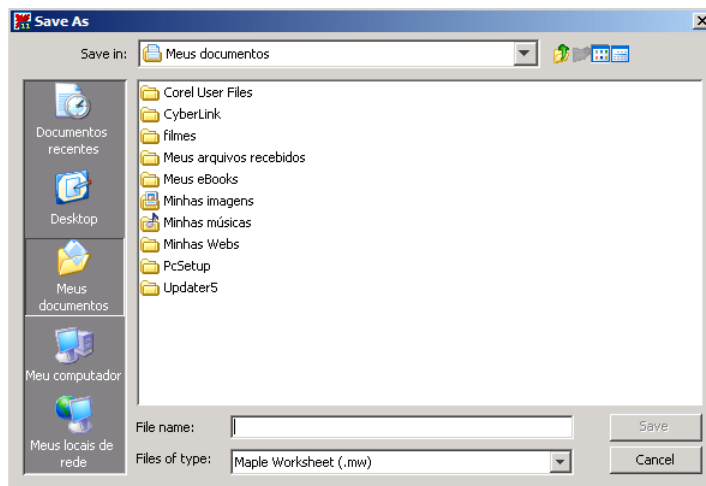 Save As
Save in:
Meus documentos
Documentos
recentes
Desktop
Meus
documentos
Meu computador
Meus locais de
rede
Corel User Files
CyberLink
filmes
Meus arquivos recebidos
Meus eBooks
Minhas imagens
Minhas músicas
Minhas Webs
PcSetup
Updater5
File name:
Save
Files of type:
Maple Worksheet (.mw)
Cancel